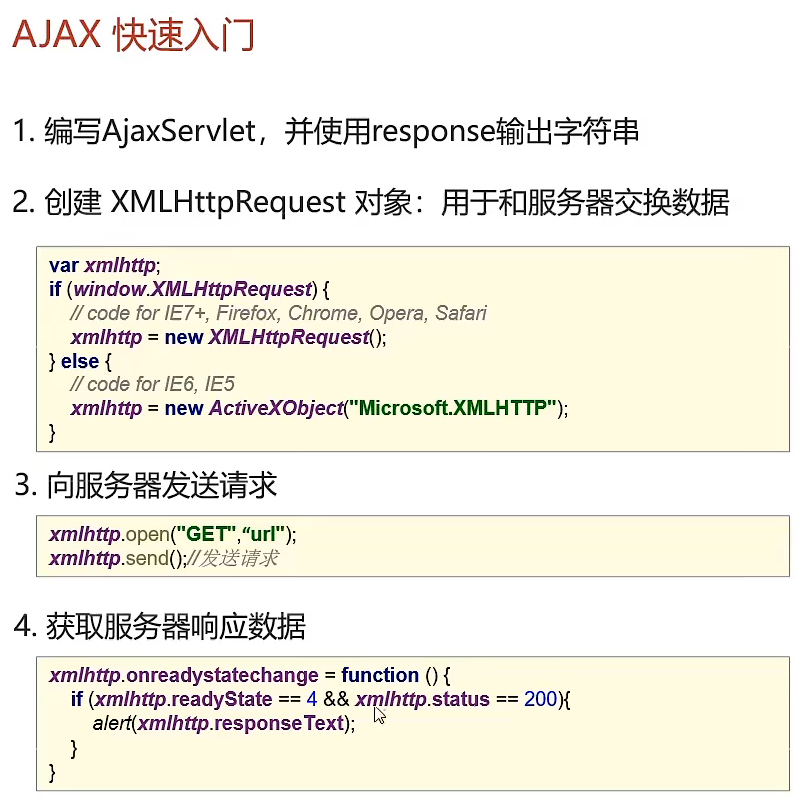 AJAX 快速入门
1. 编写AjaxServlet，并使用response输出字符串
2. 创建 XMLHttpRequest 对象：用于和服务器交换数据
var xmlhttp;
if (window.XMLHttpRequest) {
// code for IE7+, Firefox, Chrome, Opera, Safari
xmlhttp = new XMLHttpRequest();
} else {
// code for IE6, IE5
xmlhttp = new ActiveXObject("Microsoft.XMLHTTP");
}
3. 向服务器发送请求
xmlhttp.open("GET",“url");
xmlhttp.send();//发送请求
4. 获取服务器响应数据
xmlhttp.onreadystatechange = function () {
if (xmlhttp.readyState == 4 && xmlhttp.status == 200){
alert(xmlhttp.responseText);
}
}